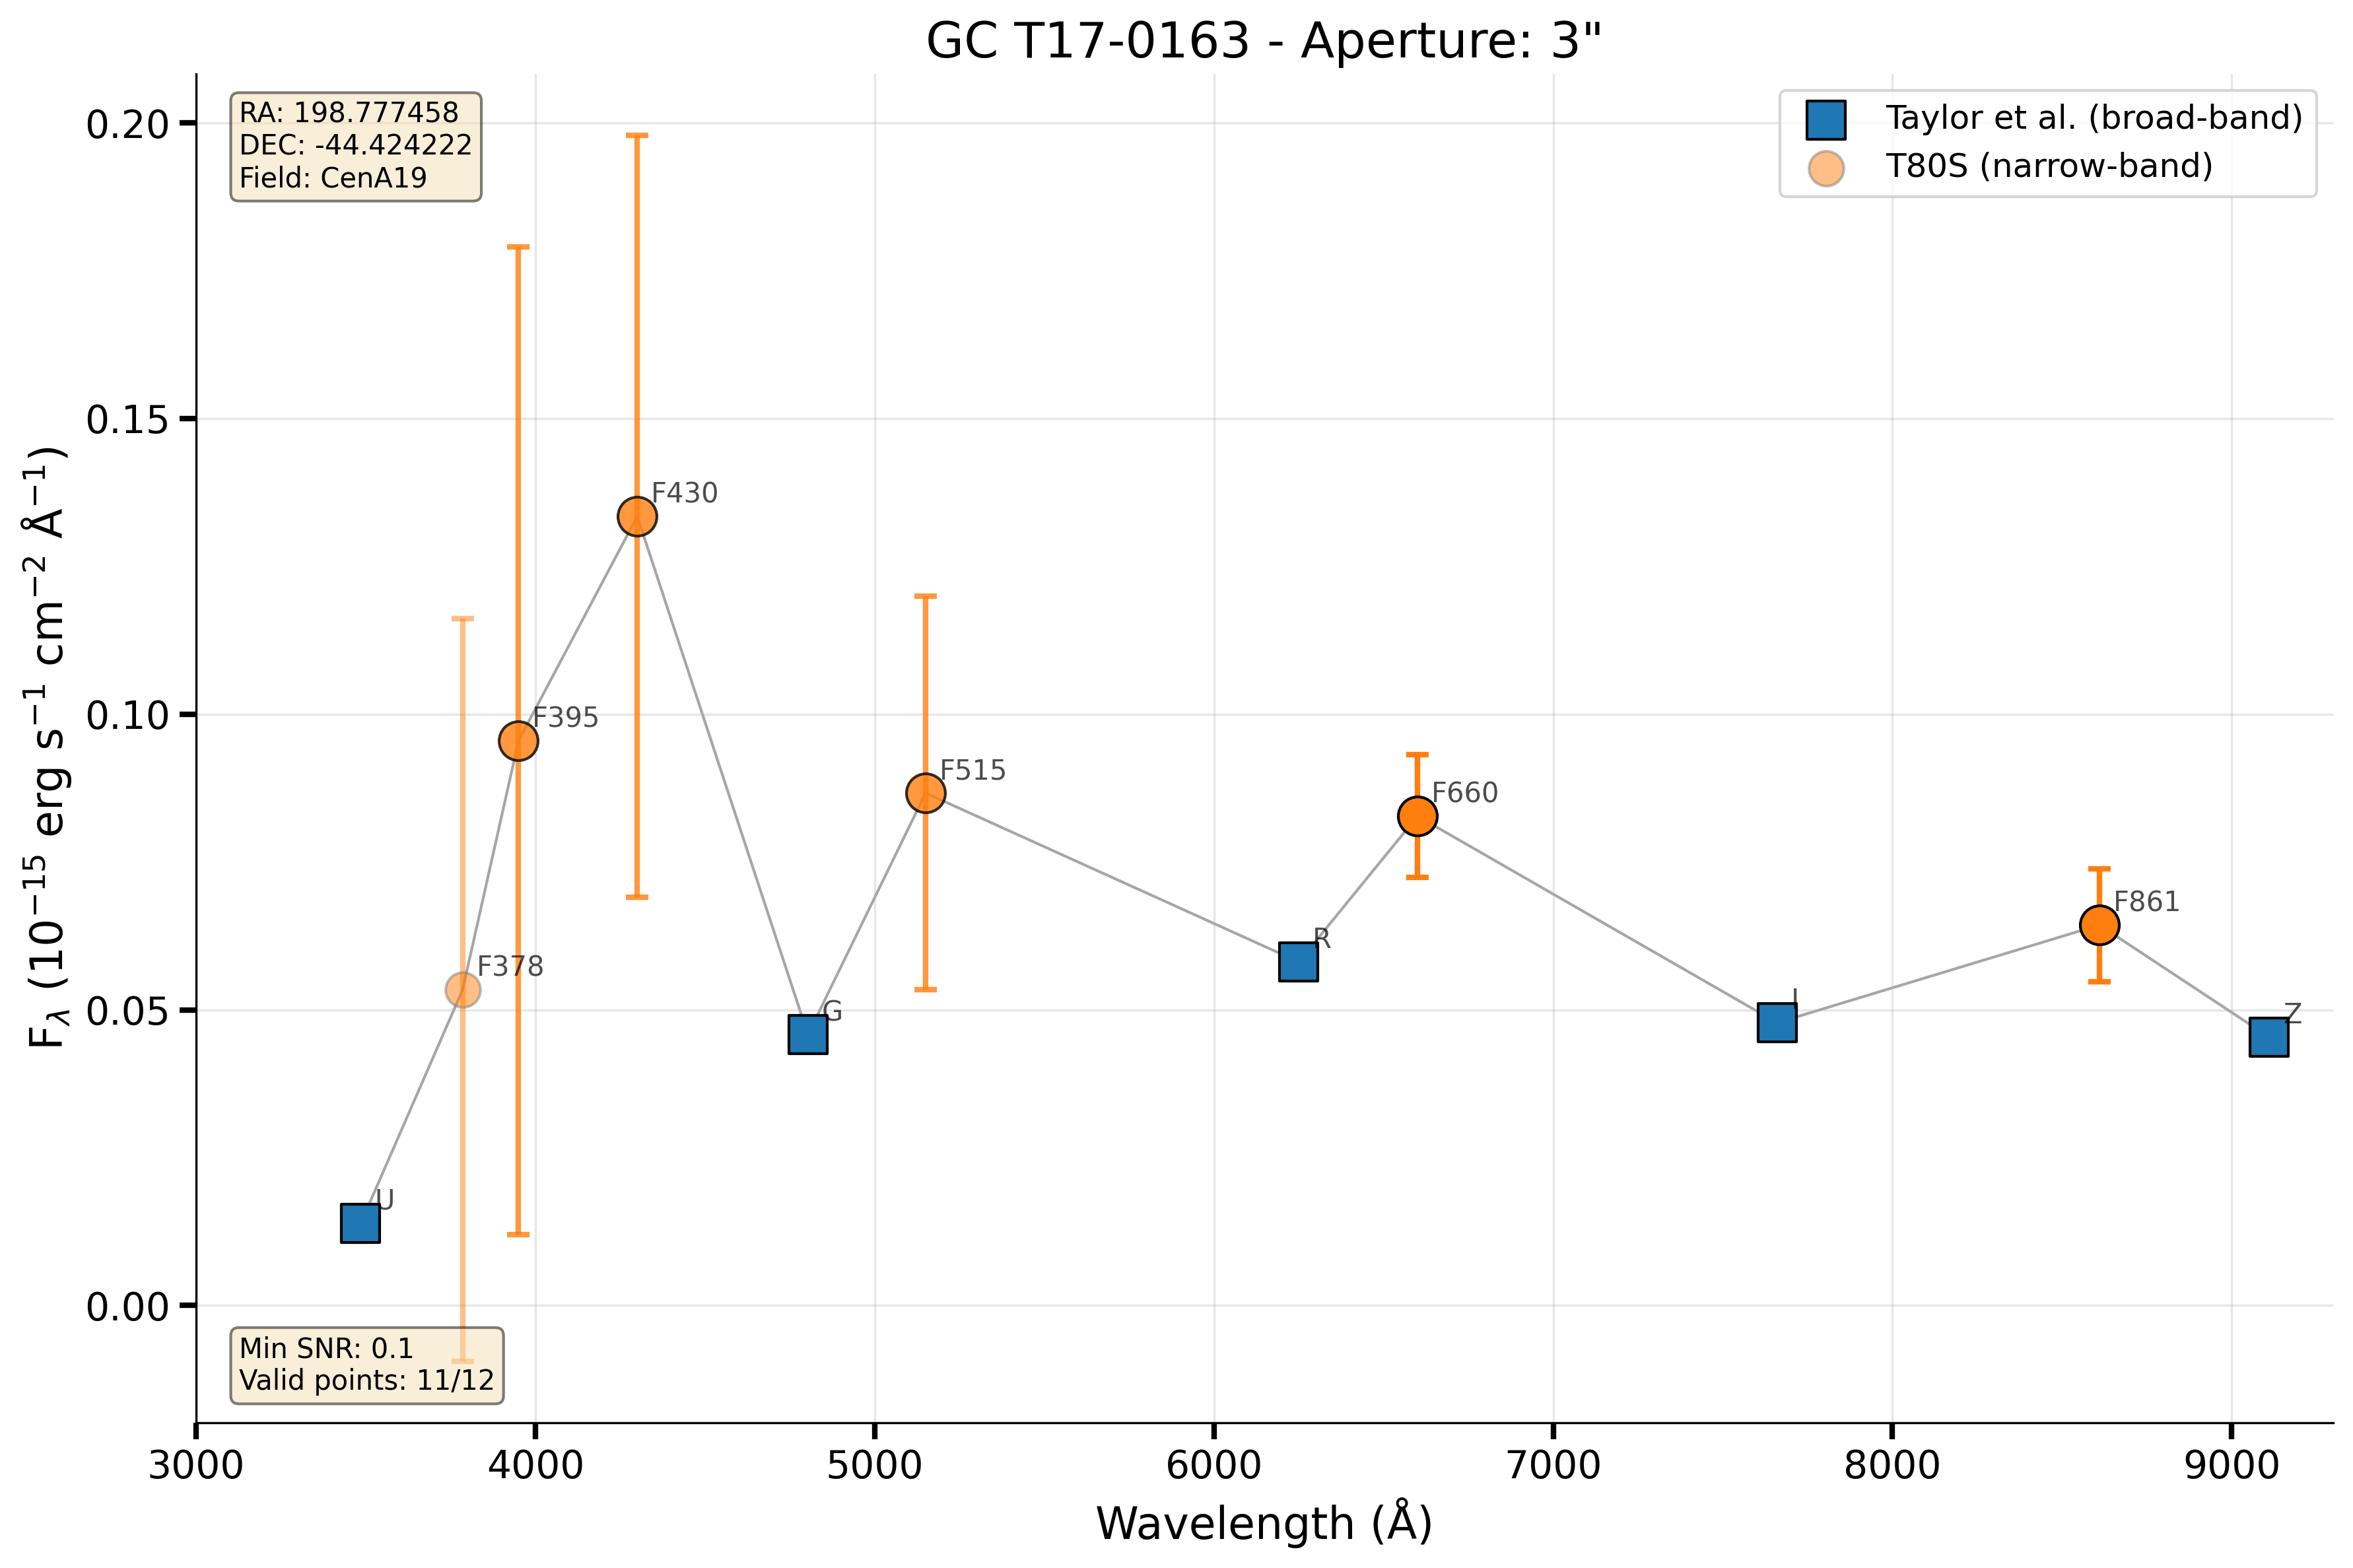 GC T17-0163 - Aperture: 3"
RA: 198.777458
DEC: -44.424222
Field: CenA19
Taylor et al. (broad-band)
T80S (narrow-band)
0.20
0.15
0.10
0.05
0.00
F_λ (10⁻¹⁵ erg s⁻¹ cm⁻² Å⁻¹)
F430
F395
F515
F660
F861
F378
R
I
Z
G
U
Min SNR: 0.1
Valid points: 11/12
3000 4000 5000 6000 7000 8000 9000
Wavelength (Å)